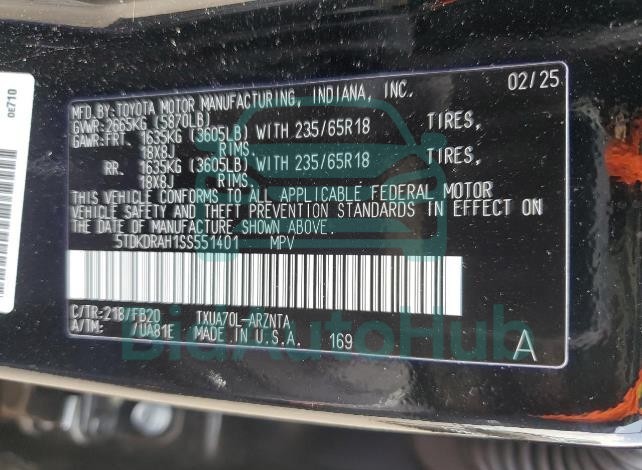 0E710
02/25
MFD. BY:TOYOTA MOTOR MANUFACTURING, INDIANA, INC.
GVWR:2665KG (5870LB)
GAWR:FRT. 1635KG (3605LB) WITH 235/65R18 TIRES,
18X8J RIMS.
RR. 1635KG (3605LB) WITH 235/65R18 TIRES,
18X8J RIMS.
THIS VEHICLE CONFORMS TO ALL APPLICABLE FEDERAL MOTOR
VEHICLE SAFETY AND THEFT PREVENTION STANDARDS IN EFFECT ON
THE DATE OF MANUFACTURE SHOWN ABOVE.
5TDKDRAH1SS551401 MPV
C/TR:218/FB20 TXUA70L-ARZNTA
A/TM: /UA81E MADE IN U.S.A. 169 A
BidAutoHub